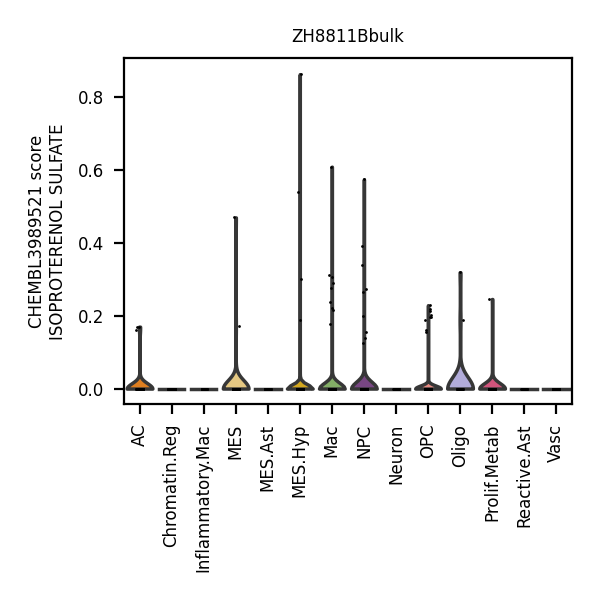 ZH8811Bbulk
CHEMBL3989521 score
ISOPROTERENOL SULFATE
0.8
0.6
0.4
0.2
0.0
AC
Chromatin.Reg
Inflammatory.Mac
MES
MES.Ast
MES.Hyp
Mac
NPC
Neuron
OPC
Oligo
Prolif.Metab
Reactive.Ast
Vasc